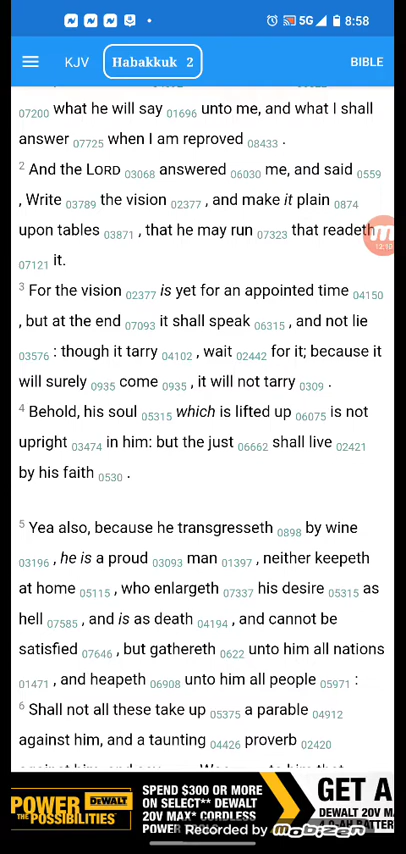 5G 8:58
KJV Habakkuk 2 BIBLE
07200 what he will say 01696 unto me, and what I shall
answer 07725 when I am reproved 08433 .
2 And the LORD 03068 answered 06030 me, and said 0559
, Write 03789 the vision 02377 , and make it plain 0874
upon tables 03871 , that he may run 07323 that readeth
07121 it.
12:10
3 For the vision 02377 is yet for an appointed time 04150
, but at the end 07093 it shall speak 06315 , and not lie
03576 : though it tarry 04102 , wait 02442 for it; because it
will surely 0935 come 0935 , it will not tarry 0309 .
4 Behold, his soul 05315 which is lifted up 06075 is not
upright 03474 in him: but the just 06662 shall live 02421
by his faith 0530 .
5 Yea also, because he transgresseth 0898 by wine
03196 , he is a proud 03093 man 01397 , neither keepeth
at home 05115 , who enlargeth 07337 his desire 05315 as
hell 07585 , and is as death 04194 , and cannot be
satisfied 07646 , but gathereth 0622 unto him all nations
01471 , and heapeth 06908 unto him all people 05971 :
6 Shall not all these take up 05375 a parable 04912
against him, and a taunting 04426 proverb 02420
POWER DEWALT
THE POSSIBILITIES
SPEND $300 OR MORE
ON SELECT** DEWALT
20V MAX* CORDLESS
POWER
GET A
DEWALT 20V M
4.0-AH BATTER
Recorded by mobizen